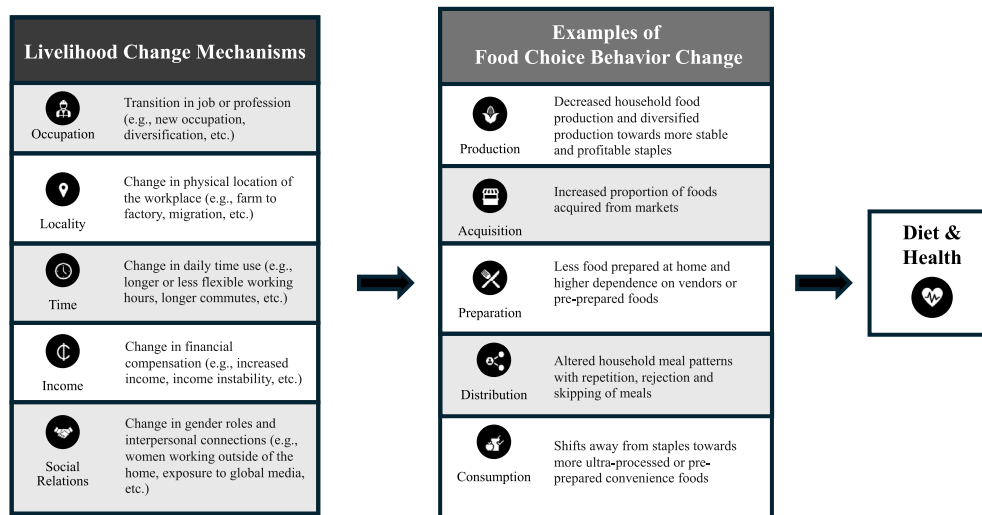 Livelihood Change Mechanisms
Occupation
Transition in job or profession
(e.g., new occupation,
diversification, etc.)
Locality
Change in physical location of
the workplace (e.g., farm to
factory, migration, etc.)
Time
Change in daily time use (e.g.,
longer or less flexible working
hours, longer commutes, etc.)
Income
Change in financial
compensation (e.g., increased
income, income instability, etc.)
Social
Relations
Change in gender roles and
interpersonal connections (e.g.,
women working outside of the
home, exposure to global media,
etc.)
Examples of
Food Choice Behavior Change
Production
Decreased household food
production and diversified
production towards more stable
and profitable staples
Acquisition
Increased proportion of foods
acquired from markets
Preparation
Less food prepared at home and
higher dependence on vendors or
pre-prepared foods
Distribution
Altered household meal patterns
with repetition, rejection and
skipping of meals
Consumption
Shifts away from staples towards
more ultra-processed or pre-
prepared convenience foods
Diet &
Health